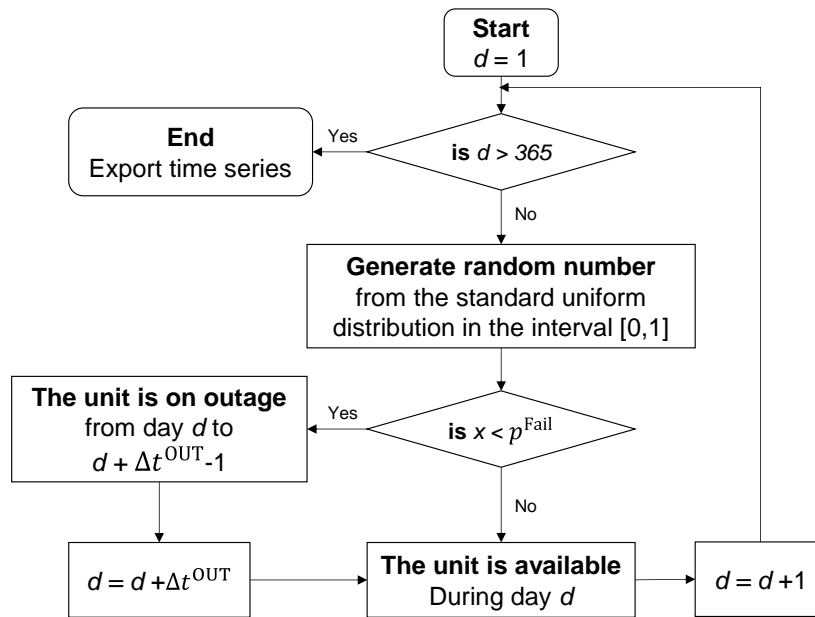 Start
d = 1
End
Export time series
Yes
is d > 365
No
Generate random number
from the standard uniform
distribution in the interval [0,1]
The unit is on outage
from day d to
d + Δt^OUT-1
Yes
is x < p^Fail
No
d = d +Δt^OUT
The unit is available
During day d
d = d +1